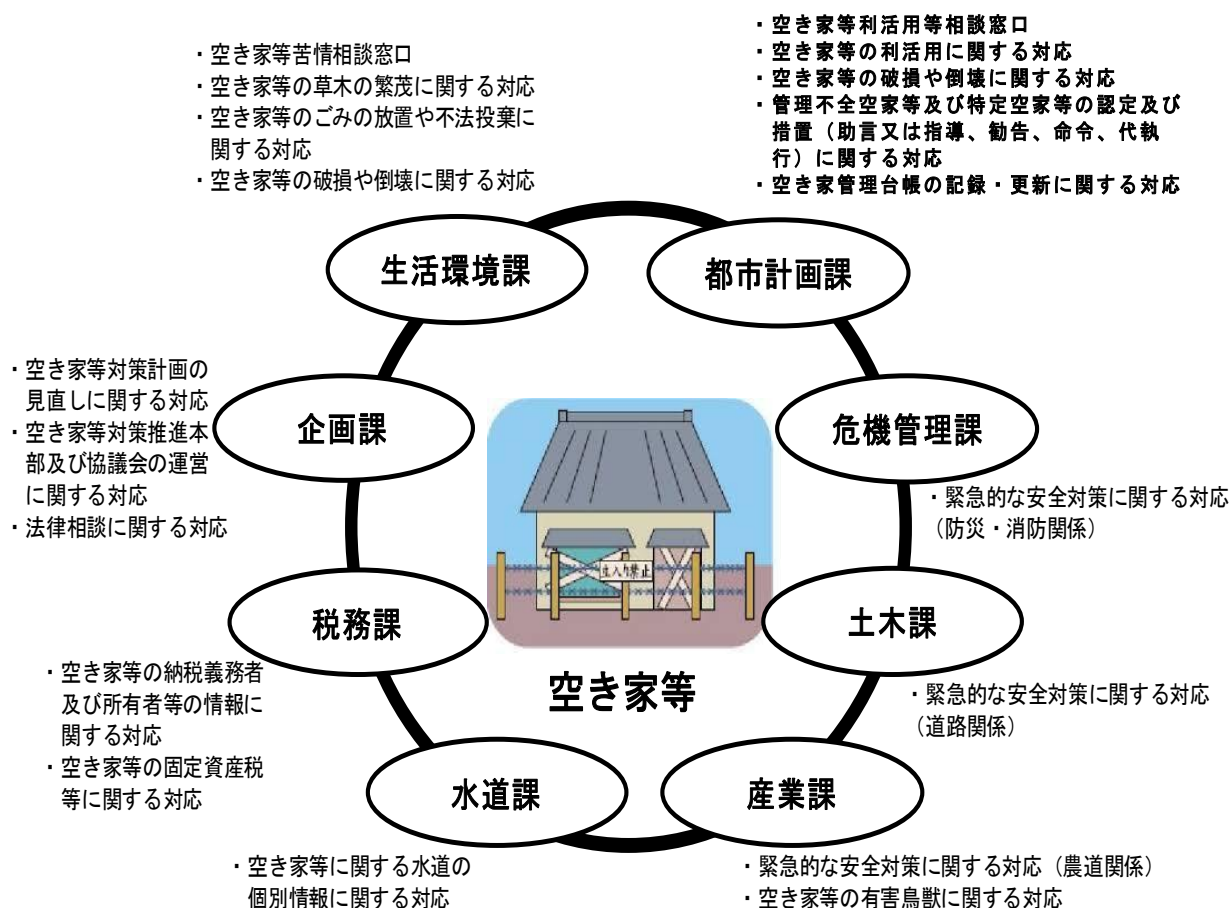 ・空き家等苦情相談窓口
・空き家等の草木の繁茂に関する対応
・空き家等のごみの放置や不法投棄に
関する対応
・空き家等の破損や倒壊に関する対応
・空き家等利活用等相談窓口
・空き家等の利活用に関する対応
・空き家等の破損や倒壊に関する対応
・管理不全空家等及び特定空家等の認定及び
措置（助言又は指導、勧告、命令、代執
行）に関する対応
・空き家管理台帳の記録・更新に関する対応
生活環境課
都市計画課
・空き家等対策計画の
見直しに関する対応
・空き家等対策推進本
部及び協議会の運営
に関する対応
・法律相談に関する対応
企画課
危機管理課
・緊急的な安全対策に関する対応
（防災・消防関係）
立入り禁止
空き家等
税務課
・空き家等の納税義務者
及び所有者等の情報に
関する対応
・空き家等の固定資産税
等に関する対応
土木課
・緊急的な安全対策に関する対応
（道路関係）
水道課
・空き家等に関する水道の
個別情報に関する対応
産業課
・緊急的な安全対策に関する対応（農道関係）
・空き家等の有害鳥獣に関する対応